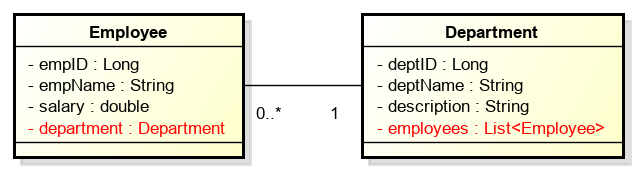 Employee
- empID : Long
- empName : String
- salary : double
- department : Department
0..*
1
Department
- deptID : Long
- deptName : String
- description : String
- employees : List<Employee>